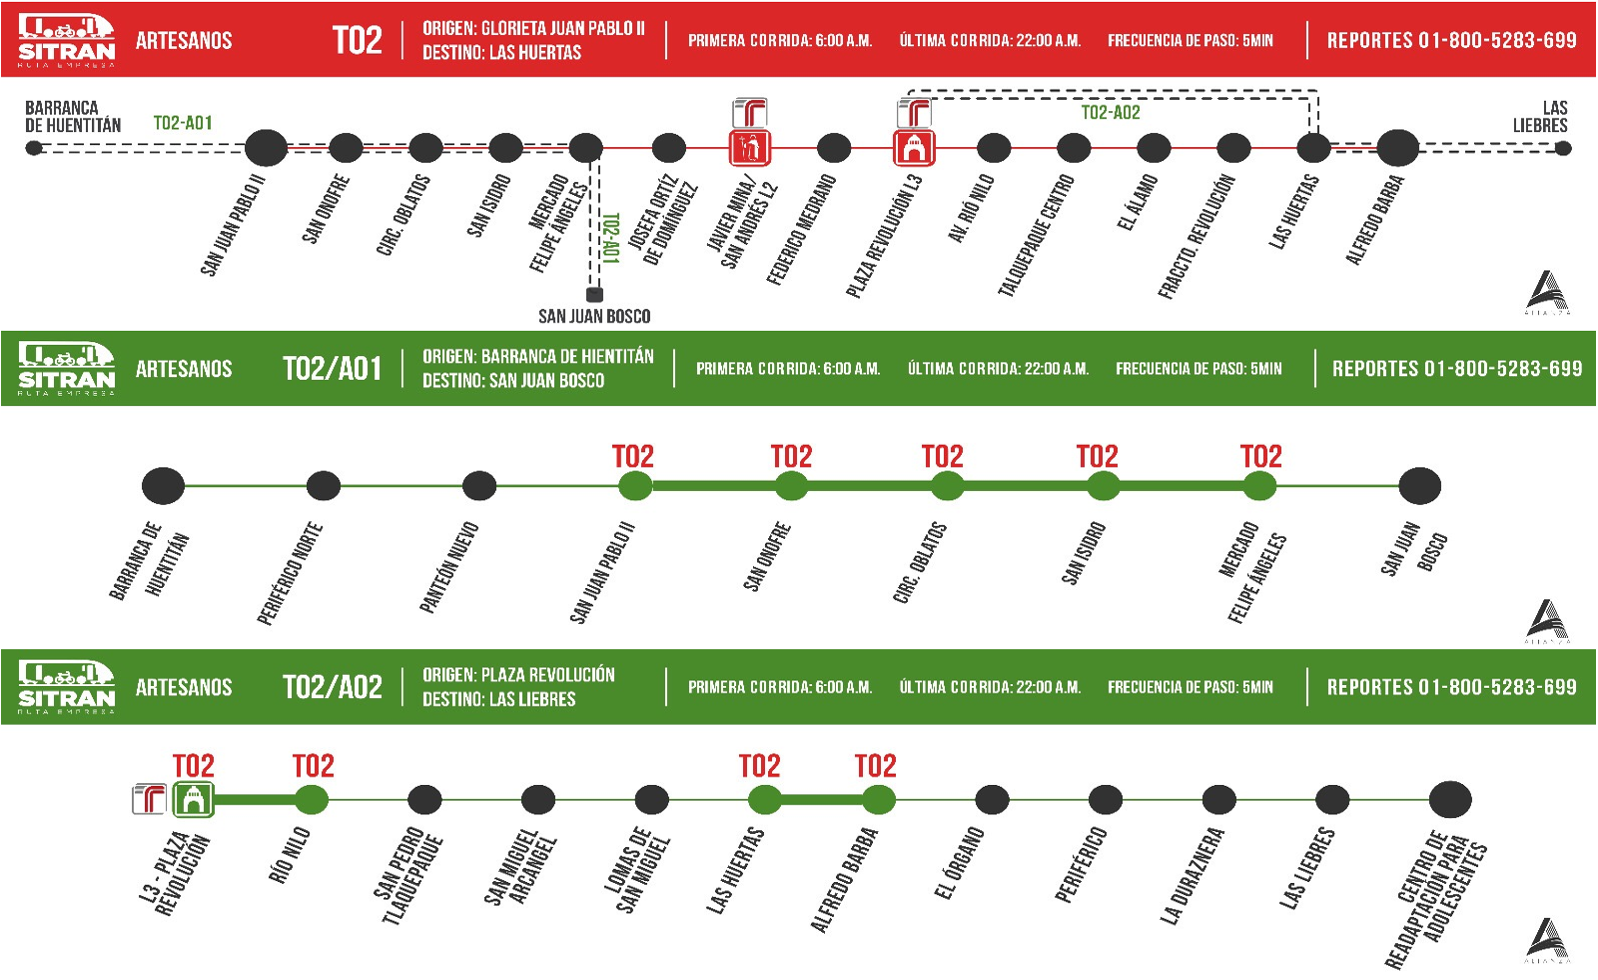 SITRAN
RUTA EMPRESA
ARTESANOS
T02
ORIGEN: GLORIETA JUAN PABLO II
DESTINO: LAS HUERTAS
PRIMERA CORRIDA: 6:00 A.M.
ÚLTIMA CORRIDA: 22:00 A.M.
FRECUENCIA DE PASO: 5MIN
REPORTES 01-800-5283-699
BARRANCA
DE HUENTITÁN
T02-A01
T02-A02
LAS
LIEBRES
SAN JUAN PABLO II
SAN ONOFRE
CIRC. OBLATOS
SAN ISIDRO
MERCADO
FELIPE ÁNGELES
T02-A01
SAN JUAN BOSCO
JOSEFA ORTÍZ
DE DOMÍNGUEZ
JAVIER MINA/
SAN ANDRÉS L2
FEDERICO MEDRANO
PLAZA REVOLUCIÓN L3
AV. RÍO NILO
TALQUEPAQUE CENTRO
EL ÁLAMO
FRACCTO. REVOLUCIÓN
LAS HUERTAS
ALFREDO BARBA
ALIANZA
SITRAN
RUTA EMPRESA
ARTESANOS
T02/A01
ORIGEN: BARRANCA DE HIENTITÁN
DESTINO: SAN JUAN BOSCO
PRIMERA CORRIDA: 6:00 A.M.
ÚLTIMA CORRIDA: 22:00 A.M.
FRECUENCIA DE PASO: 5MIN
REPORTES 01-800-5283-699
T02
T02
T02
T02
T02
BARRANCA DE
HUENTITÁN
PERIFÉRICO NORTE
PANTEÓN NUEVO
SAN JUAN PABLO II
SAN ONOFRE
CIRC. OBLATOS
SAN ISIDRO
MERCADO
FELIPE ÁNGELES
SAN JUAN
BOSCO
ALIANZA
SITRAN
RUTA EMPRESA
ARTESANOS
T02/A02
ORIGEN: PLAZA REVOLUCIÓN
DESTINO: LAS LIEBRES
PRIMERA CORRIDA: 6:00 A.M.
ÚLTIMA CORRIDA: 22:00 A.M.
FRECUENCIA DE PASO: 5MIN
REPORTES 01-800-5283-699
T02
T02
T02
T02
L3 - PLAZA
REVOLUCIÓN
RÍO NILO
SAN PEDRO
TLAQUEPAQUE
SAN MIGUEL
ARCANGEL
LOMAS DE
SAN MIGUEL
LAS HUERTAS
ALFREDO BARBA
EL ÓRGANO
PERIFÉRICO
LA DURAZNERA
LAS LIEBRES
CENTRO DE
READAPTACIÓN PARA
ADOLESCENTES
ALIANZA